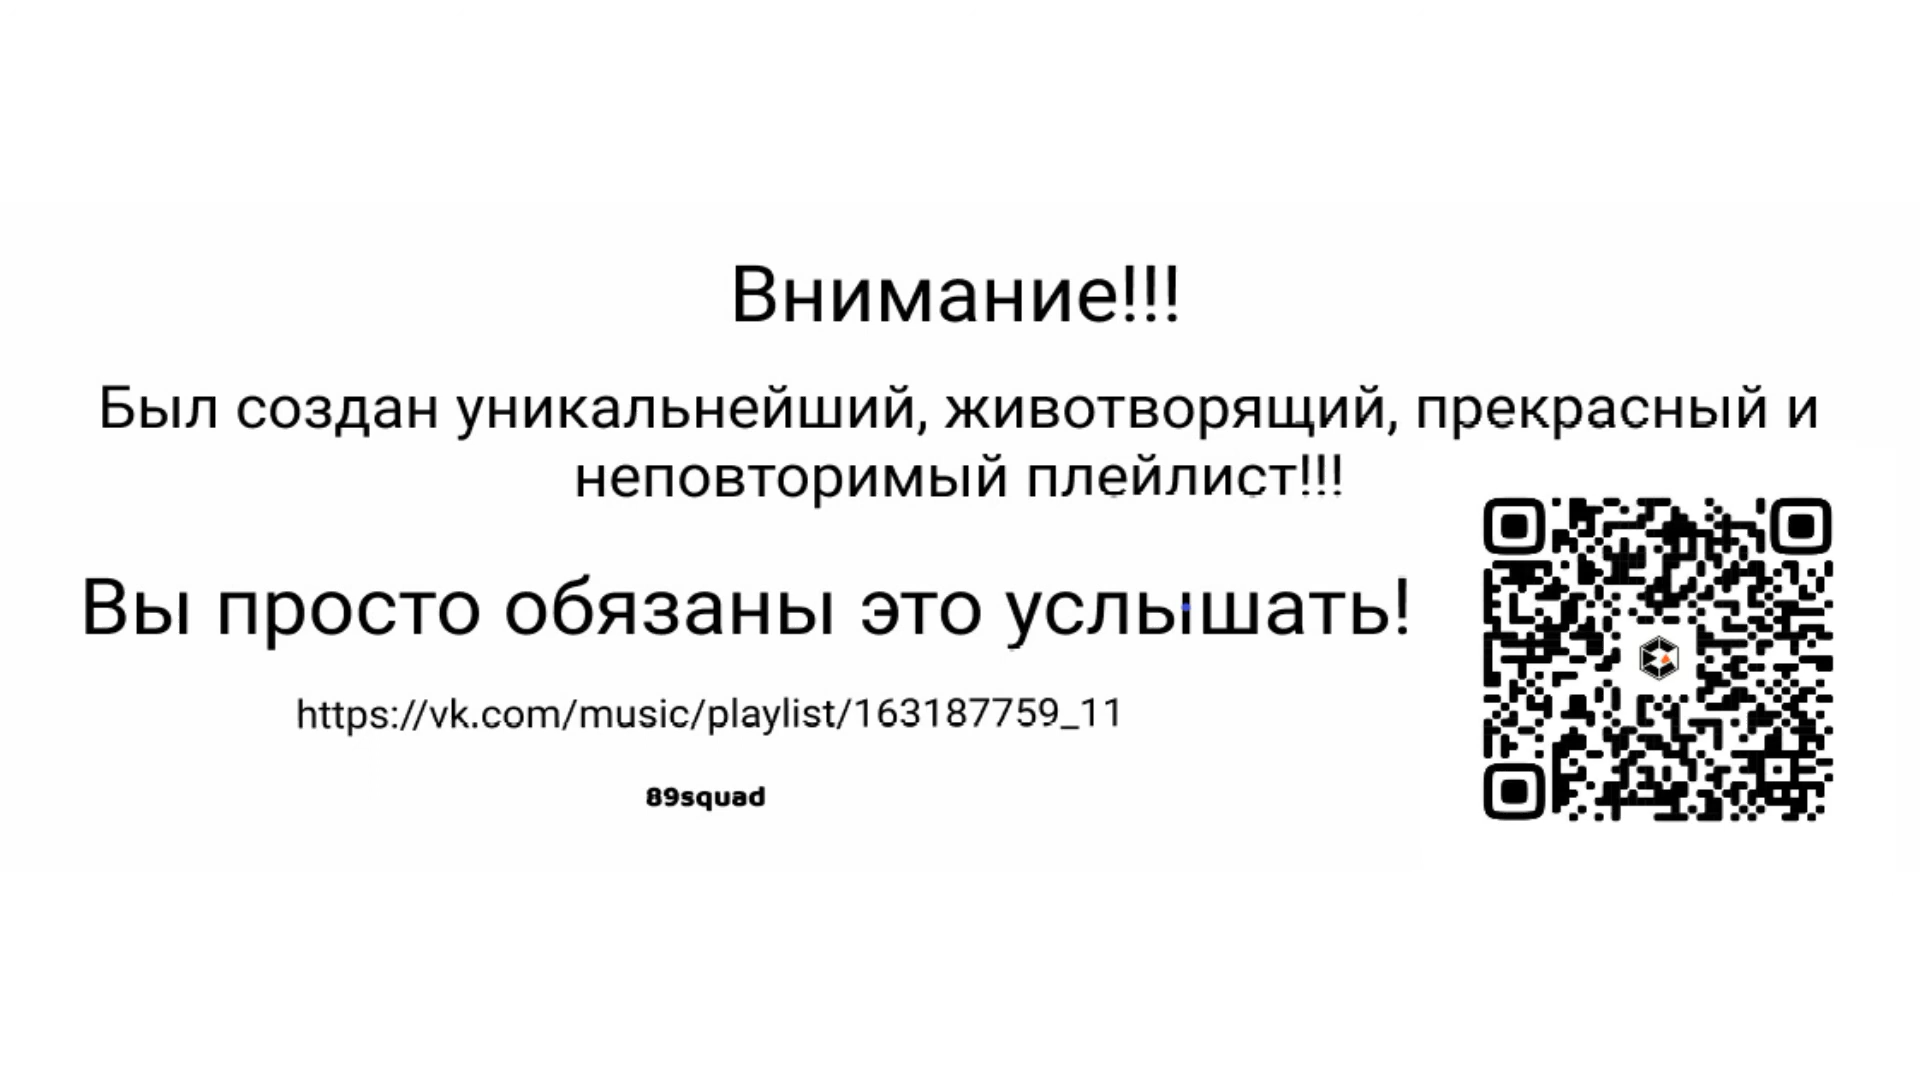 Внимание!!!
Был создан уникальнейший, животворящий, прекрасный и
неповторимый плейлист!!!
Вы просто обязаны это услышать!
https://vk.com/music/playlist/163187759_11
89squad